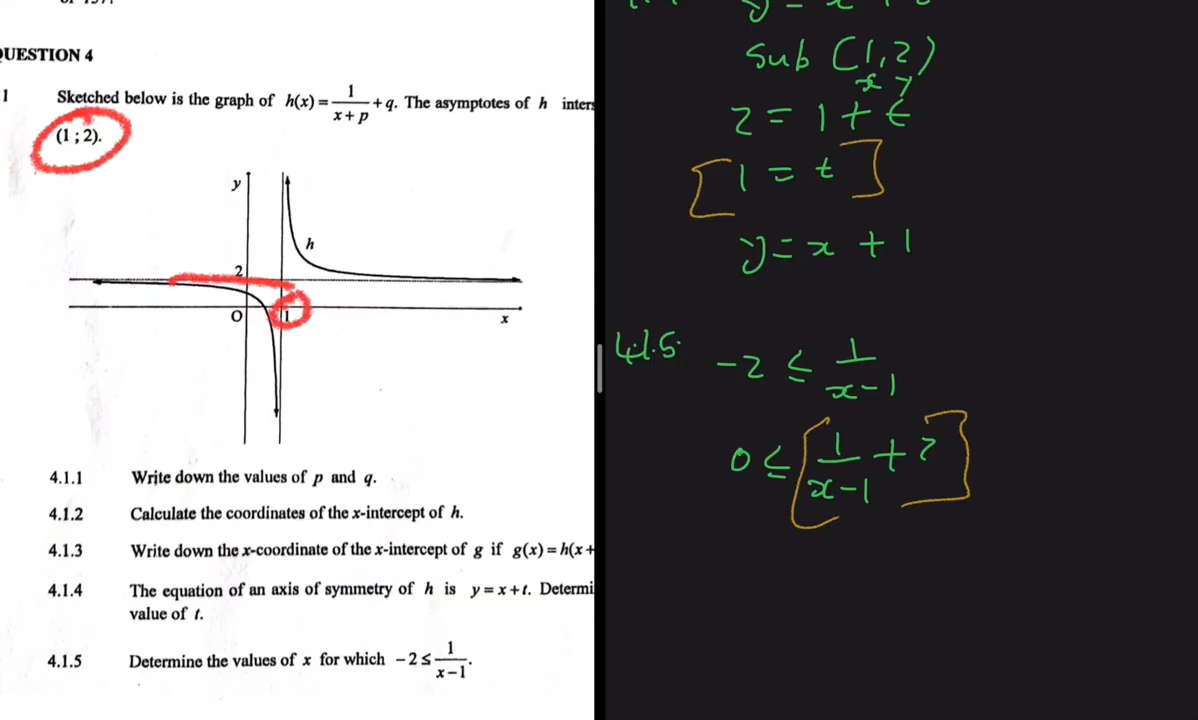 QUESTION 4
1 Sketched below is the graph of h(x) = 1/(x + p) + q. The asymptotes of h inters
(1 ; 2).
y
h
2
O 1 x
4.1.1 Write down the values of p and q.
4.1.2 Calculate the coordinates of the x-intercept of h.
4.1.3 Write down the x-coordinate of the x-intercept of g if g(x) = h(x +
4.1.4 The equation of an axis of symmetry of h is y = x + t. Determi
value of t.
4.1.5 Determine the values of x for which −2 ≤ 1/(x − 1).
Sub (1,2)
x y
2 = 1 + t
[1 = t]
y = x + 1
4.1.5. -2 ≤ 1/(x-1)
0 ≤ [1/(x-1) + 2]